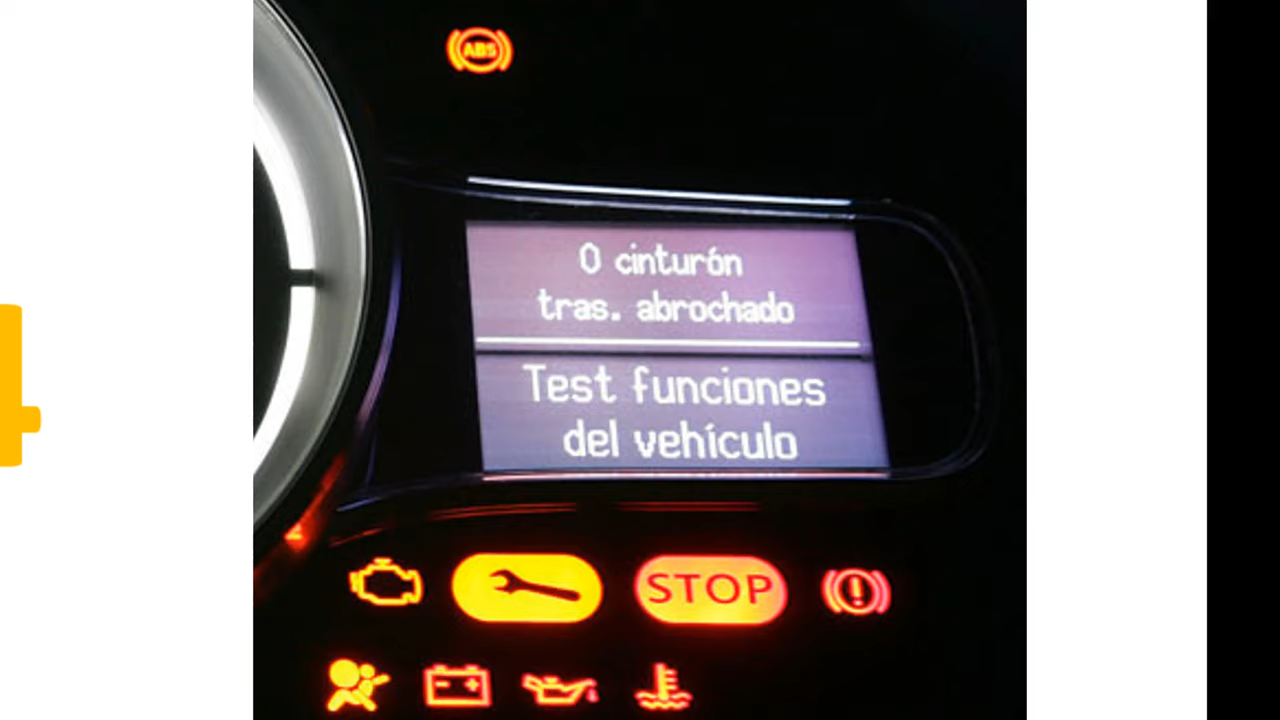 ABS
0 cinturón
tras. abrochado
Test funciones
del vehículo
STOP